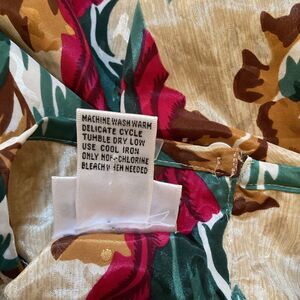 MACHINE WASH WARM
DELICATE CYCLE
TUMBLE DRY LOW
USE COOL IRON
ONLY NON-CHLORINE
BLEACH WHEN NEEDED